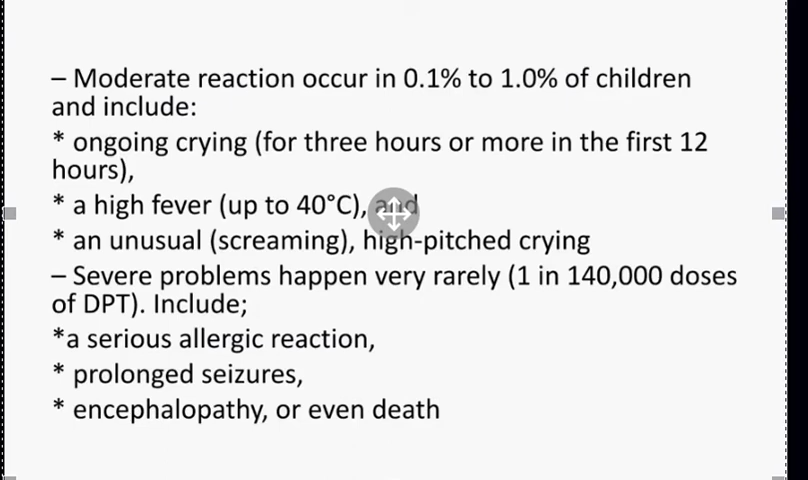 – Moderate reaction occur in 0.1% to 1.0% of children
and include:
* ongoing crying (for three hours or more in the first 12
hours),
* a high fever (up to 40°C), and
* an unusual (screaming), high-pitched crying
– Severe problems happen very rarely (1 in 140,000 doses
of DPT). Include;
*a serious allergic reaction,
* prolonged seizures,
* encephalopathy, or even death